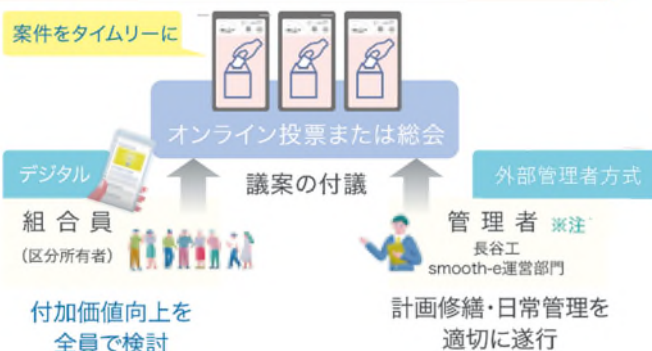 案件をタイムリーに
オンライン投票または総会
デジタル
議案の付議
外部管理者方式
組合員
(区分所有者)
管理者 ※注
長谷工
smooth-e運営部門
付加価値向上を
全員で検討
計画修繕・日常管理を
適切に遂行